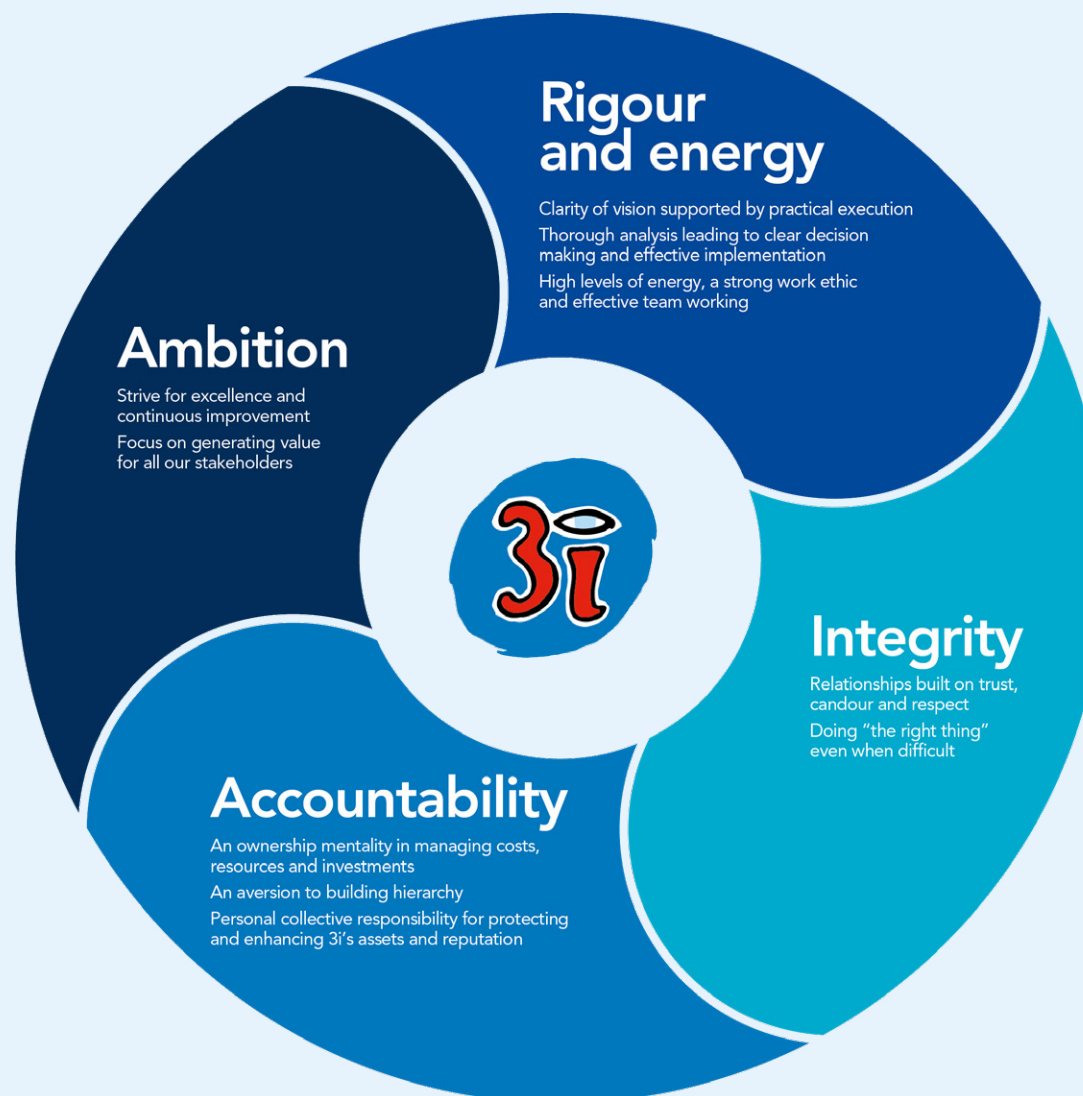 Rigour
and energy
Clarity of vision supported by practical execution
Thorough analysis leading to clear decision
making and effective implementation
High levels of energy, a strong work ethic
and effective team working
Ambition
Strive for excellence and
continuous improvement
Focus on generating value
for all our stakeholders
3i
Integrity
Relationships built on trust,
candour and respect
Doing “the right thing”
even when difficult
Accountability
An ownership mentality in managing costs,
resources and investments
An aversion to building hierarchy
Personal collective responsibility for protecting
and enhancing 3i’s assets and reputation